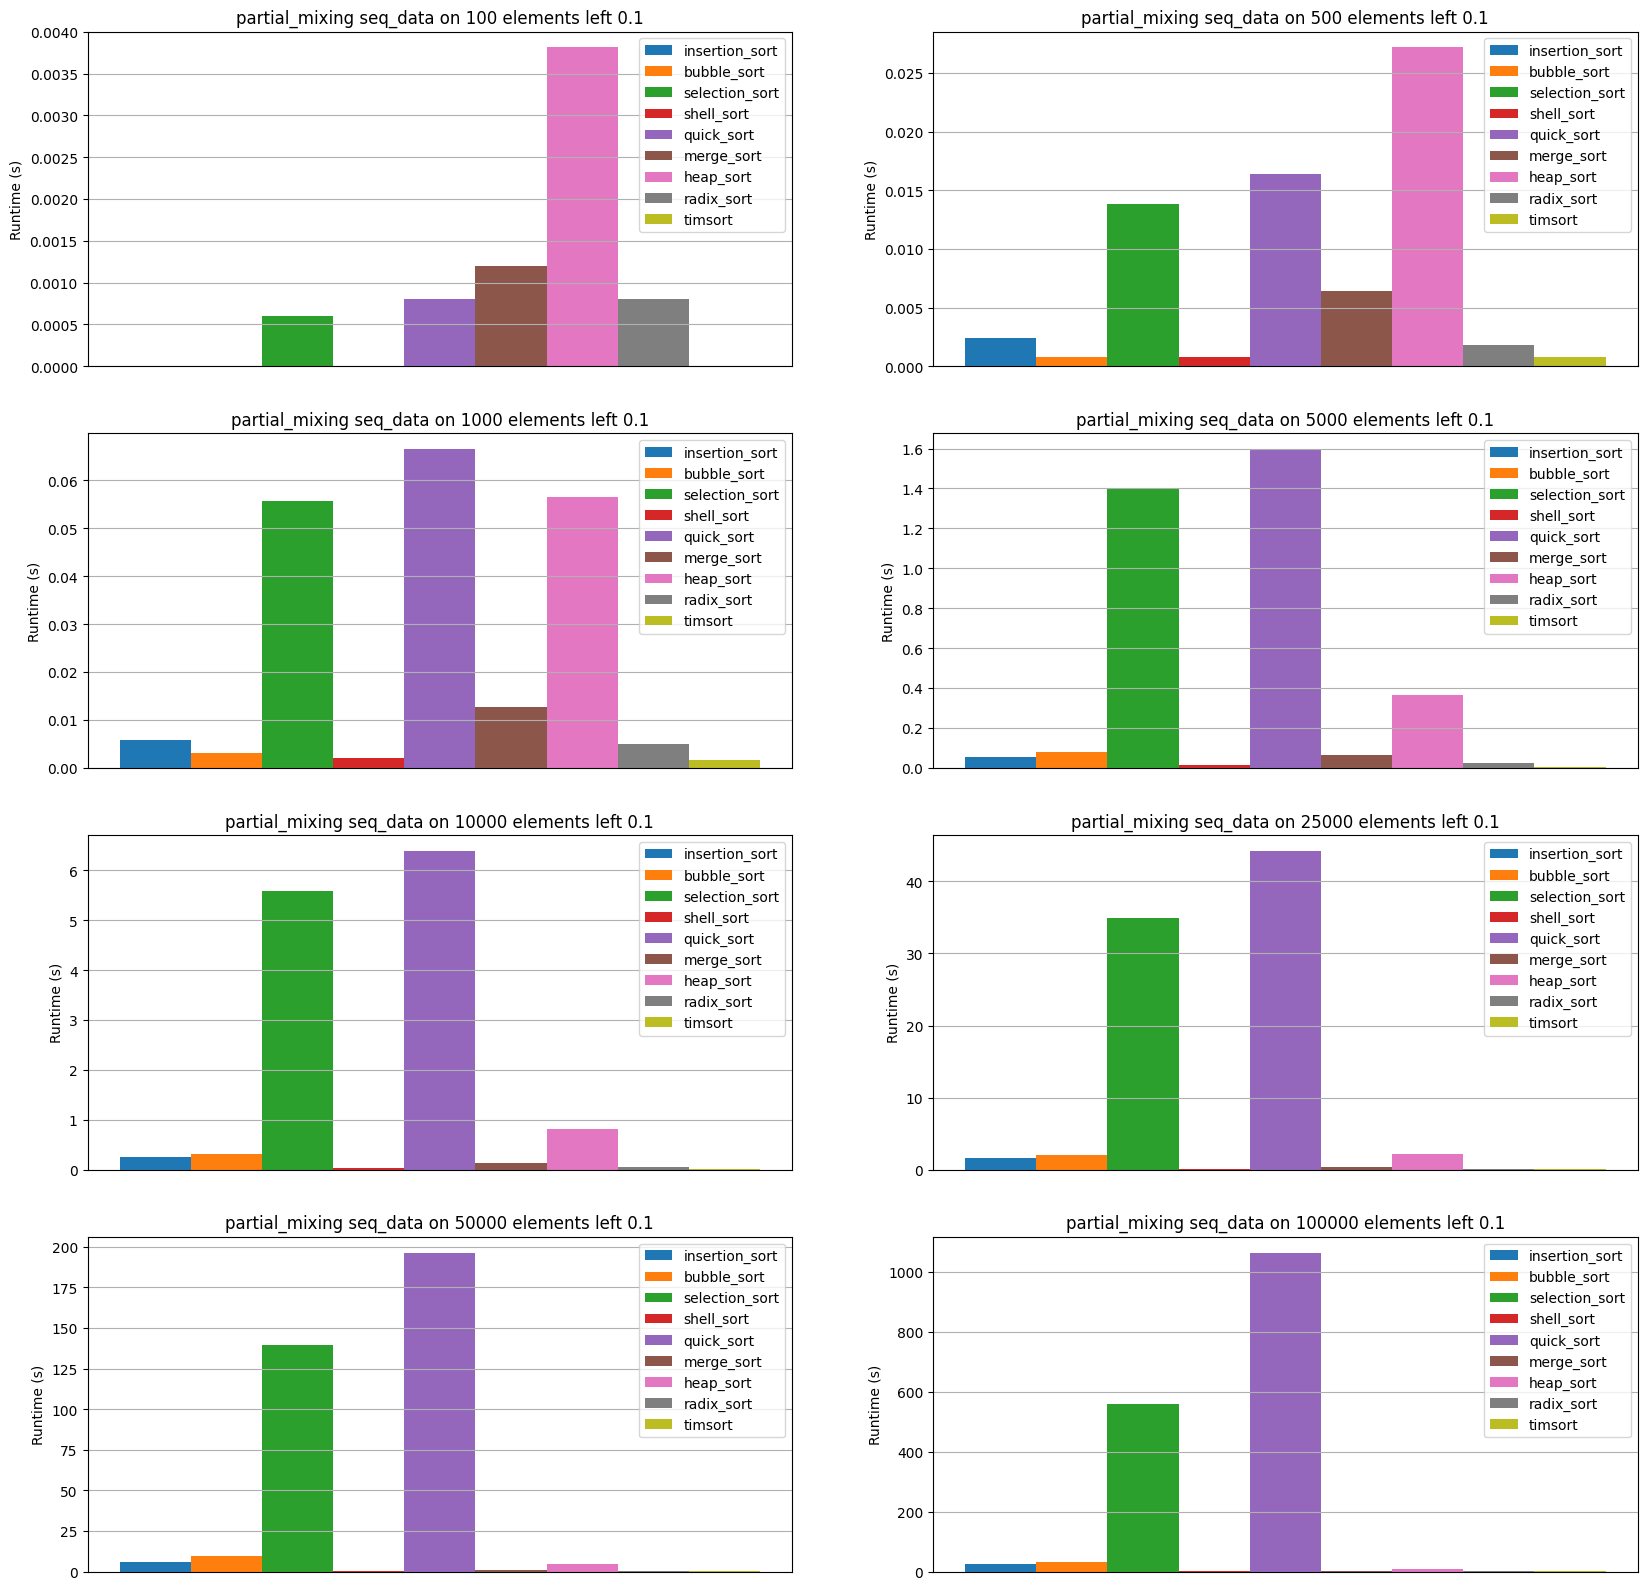 partial_mixing seq_data on 100 elements left 0.1
Runtime (s)
0.0040
0.0035
0.0030
0.0025
0.0020
0.0015
0.0010
0.0005
0.0000
insertion_sort
bubble_sort
selection_sort
shell_sort
quick_sort
merge_sort
heap_sort
radix_sort
timsort
partial_mixing seq_data on 500 elements left 0.1
Runtime (s)
0.025
0.020
0.015
0.010
0.005
0.000
insertion_sort
bubble_sort
selection_sort
shell_sort
quick_sort
merge_sort
heap_sort
radix_sort
timsort
partial_mixing seq_data on 1000 elements left 0.1
Runtime (s)
0.06
0.05
0.04
0.03
0.02
0.01
0.00
insertion_sort
bubble_sort
selection_sort
shell_sort
quick_sort
merge_sort
heap_sort
radix_sort
timsort
partial_mixing seq_data on 5000 elements left 0.1
Runtime (s)
1.6
1.4
1.2
1.0
0.8
0.6
0.4
0.2
0.0
insertion_sort
bubble_sort
selection_sort
shell_sort
quick_sort
merge_sort
heap_sort
radix_sort
timsort
partial_mixing seq_data on 10000 elements left 0.1
Runtime (s)
6
5
4
3
2
1
0
insertion_sort
bubble_sort
selection_sort
shell_sort
quick_sort
merge_sort
heap_sort
radix_sort
timsort
partial_mixing seq_data on 25000 elements left 0.1
Runtime (s)
40
30
20
10
0
insertion_sort
bubble_sort
selection_sort
shell_sort
quick_sort
merge_sort
heap_sort
radix_sort
timsort
partial_mixing seq_data on 50000 elements left 0.1
Runtime (s)
200
175
150
125
100
75
50
25
0
insertion_sort
bubble_sort
selection_sort
shell_sort
quick_sort
merge_sort
heap_sort
radix_sort
timsort
partial_mixing seq_data on 100000 elements left 0.1
Runtime (s)
1000
800
600
400
200
0
insertion_sort
bubble_sort
selection_sort
shell_sort
quick_sort
merge_sort
heap_sort
radix_sort
timsort